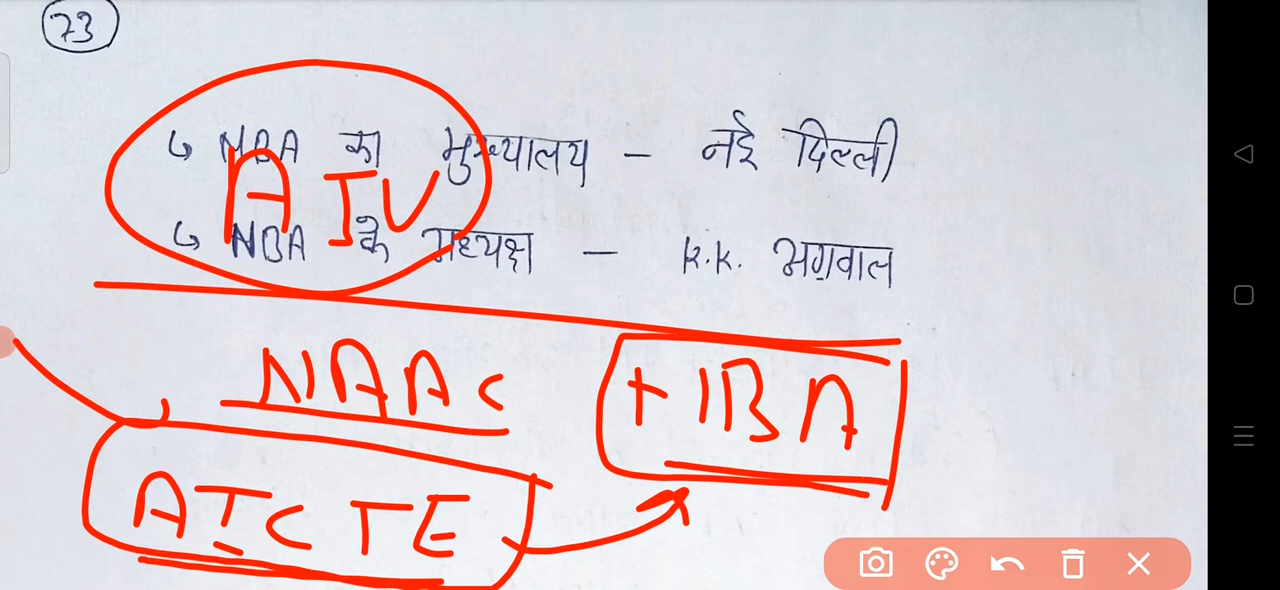 73
↳ NBA का मुख्यालय – नई दिल्ली
AIU
↳ NBA के अध्यक्ष – K.K. अग्रवाल
NAAC
+ NBA
AICTE